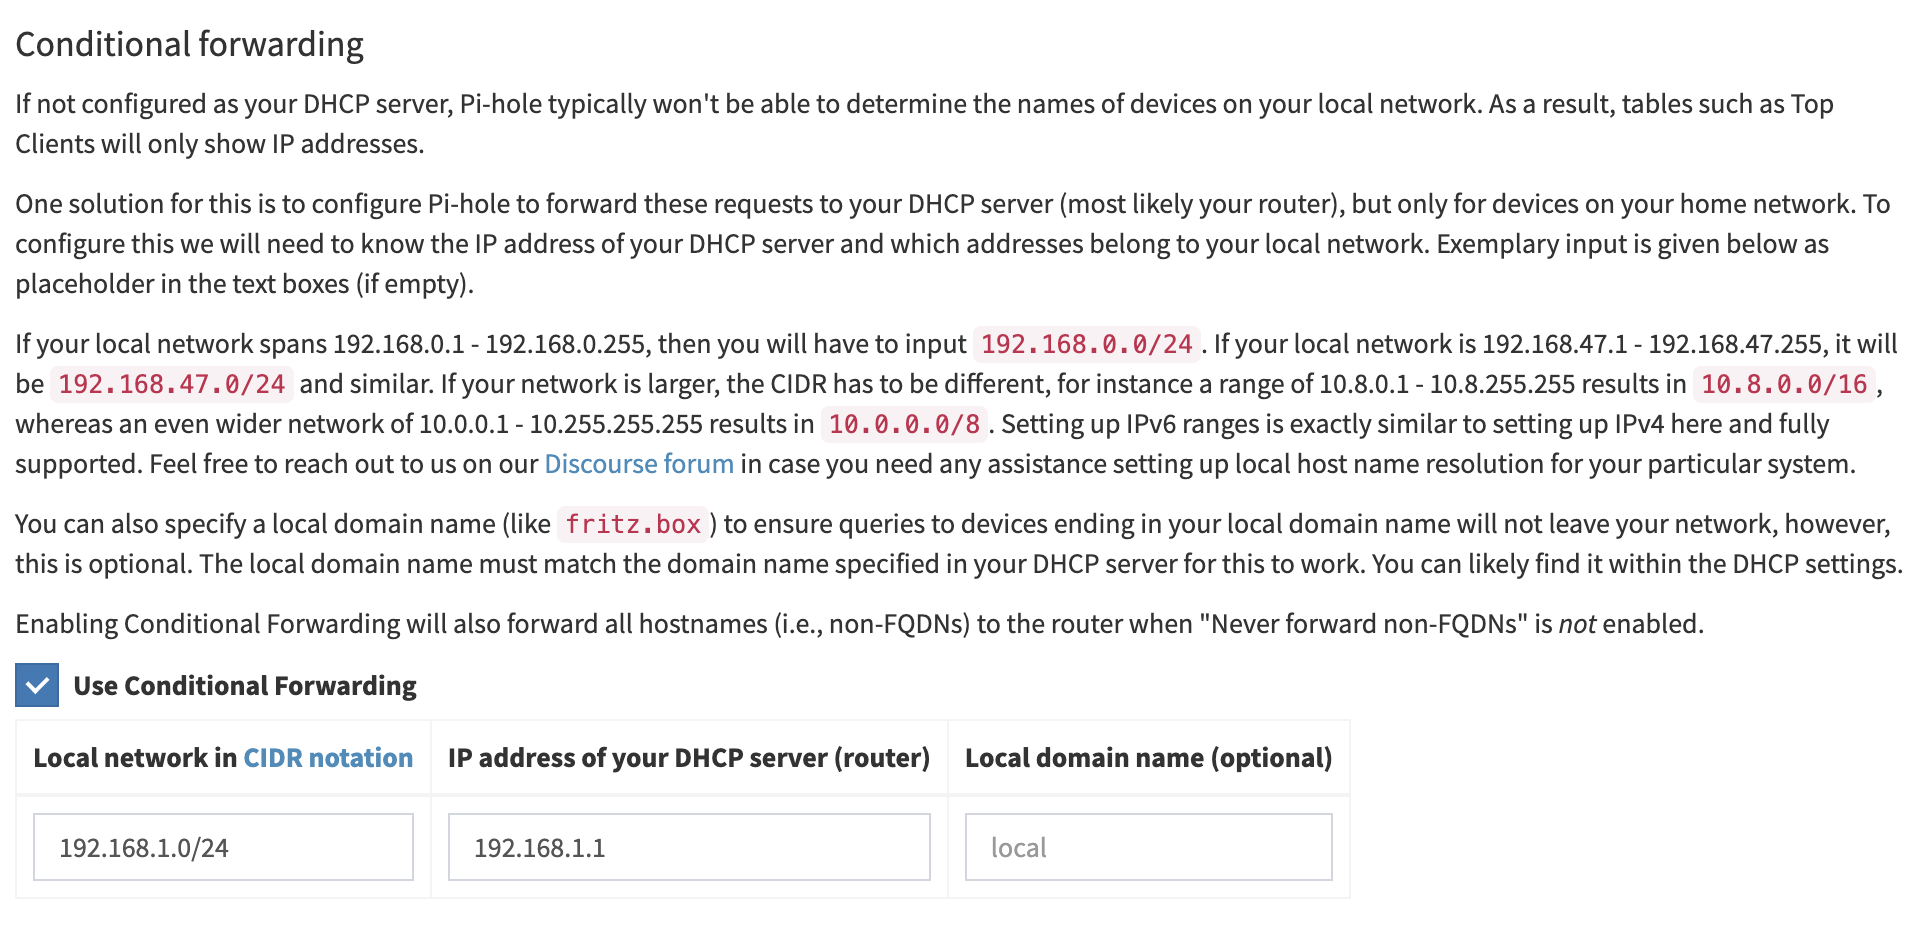 Conditional forwarding
If not configured as your DHCP server, Pi-hole typically won't be able to determine the names of devices on your local network. As a result, tables such as Top
Clients will only show IP addresses.
One solution for this is to configure Pi-hole to forward these requests to your DHCP server (most likely your router), but only for devices on your home network. To
configure this we will need to know the IP address of your DHCP server and which addresses belong to your local network. Exemplary input is given below as
placeholder in the text boxes (if empty).
If your local network spans 192.168.0.1 - 192.168.0.255, then you will have to input 192.168.0.0/24 . If your local network is 192.168.47.1 - 192.168.47.255, it will
be 192.168.47.0/24 and similar. If your network is larger, the CIDR has to be different, for instance a range of 10.8.0.1 - 10.8.255.255 results in 10.8.0.0/16 ,
whereas an even wider network of 10.0.0.1 - 10.255.255.255 results in 10.0.0.0/8 . Setting up IPv6 ranges is exactly similar to setting up IPv4 here and fully
supported. Feel free to reach out to us on our Discourse forum in case you need any assistance setting up local host name resolution for your particular system.
You can also specify a local domain name (like fritz.box ) to ensure queries to devices ending in your local domain name will not leave your network, however,
this is optional. The local domain name must match the domain name specified in your DHCP server for this to work. You can likely find it within the DHCP settings.
Enabling Conditional Forwarding will also forward all hostnames (i.e., non-FQDNs) to the router when "Never forward non-FQDNs" is not enabled.
Use Conditional Forwarding
Local network in CIDR notation IP address of your DHCP server (router) Local domain name (optional)
192.168.1.0/24 192.168.1.1 local